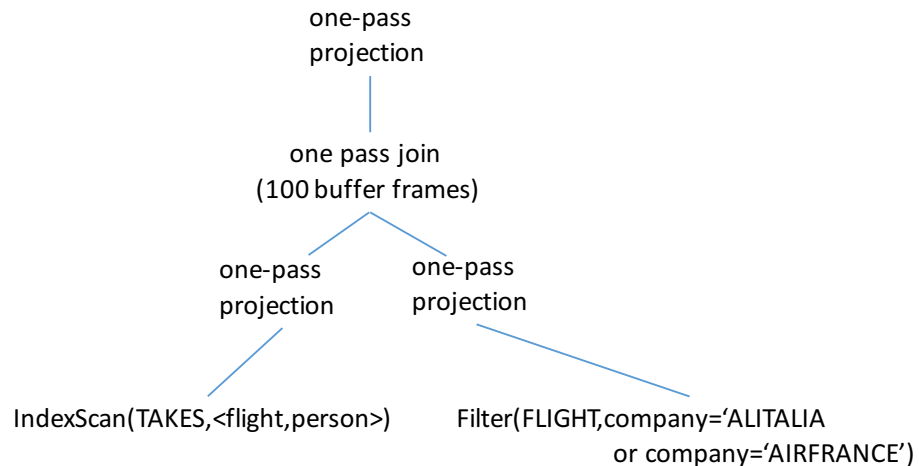 one-pass
projection
one pass join
(100 buffer frames)
one-pass
projection
one-pass
projection
IndexScan(TAKES,<flight,person>)
Filter(FLIGHT,company=‘ALITALIA
or company=‘AIRFRANCE’)